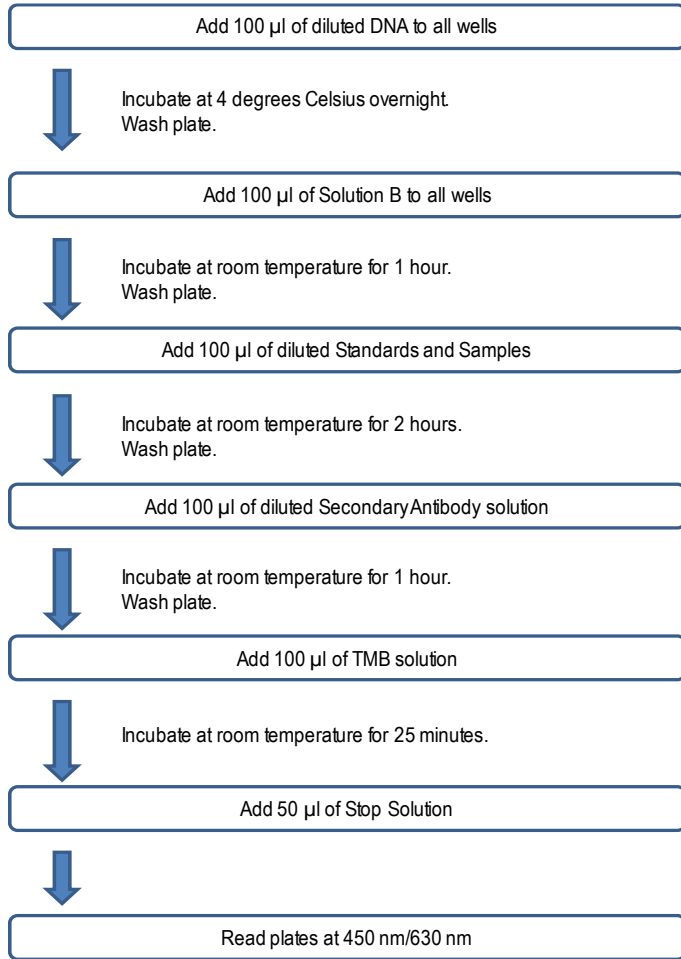 Add 100 µl of diluted DNA to all wells
Incubate at 4 degrees Celsius overnight.
Wash plate.
Add 100 µl of Solution B to all wells
Incubate at room temperature for 1 hour.
Wash plate.
Add 100 µl of diluted Standards and Samples
Incubate at room temperature for 2 hours.
Wash plate.
Add 100 µl of diluted Secondary Antibody solution
Incubate at room temperature for 1 hour.
Wash plate.
Add 100 µl of TMB solution
Incubate at room temperature for 25 minutes.
Add 50 µl of Stop Solution
Read plates at 450 nm/630 nm